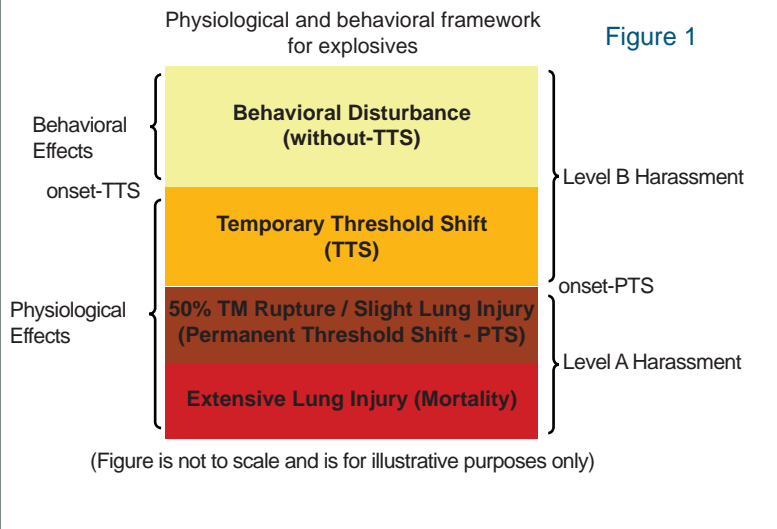 Physiological and behavioral framework
for explosives
Figure 1
Behavioral Disturbance
(without-TTS)
Behavioral
Effects
Level B Harassment
onset-TTS
Temporary Threshold Shift
(TTS)
onset-PTS
50% TM Rupture / Slight Lung Injury
(Permanent Threshold Shift - PTS)
Physiological
Effects
Level A Harassment
Extensive Lung Injury (Mortality)
(Figure is not to scale and is for illustrative purposes only)